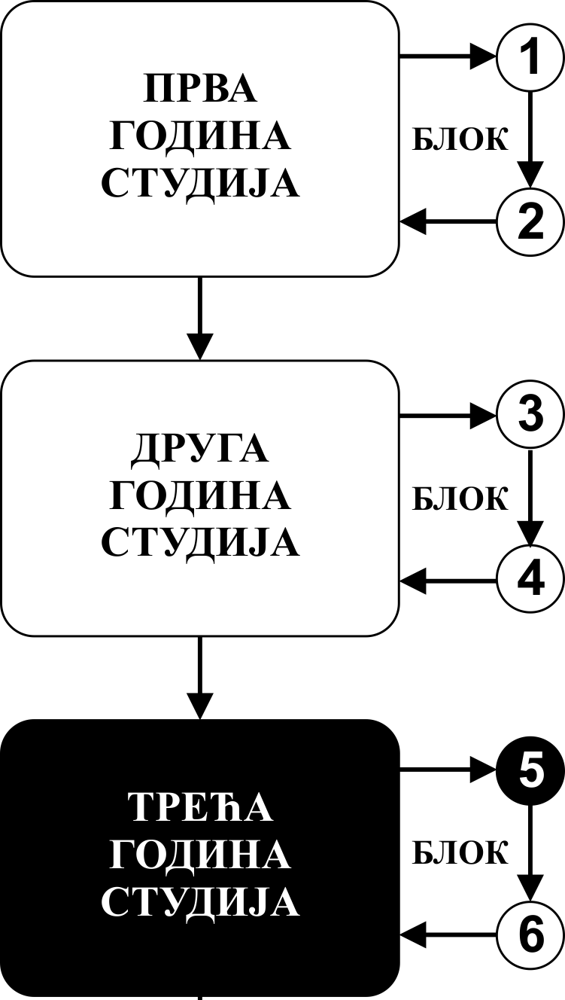 ПРВА
ГОДИНА
СТУДИЈА
1
БЛОК
2
ДРУГА
ГОДИНА
СТУДИЈА
3
БЛОК
4
ТРЕЋА
ГОДИНА
СТУДИЈА
5
БЛОК
6